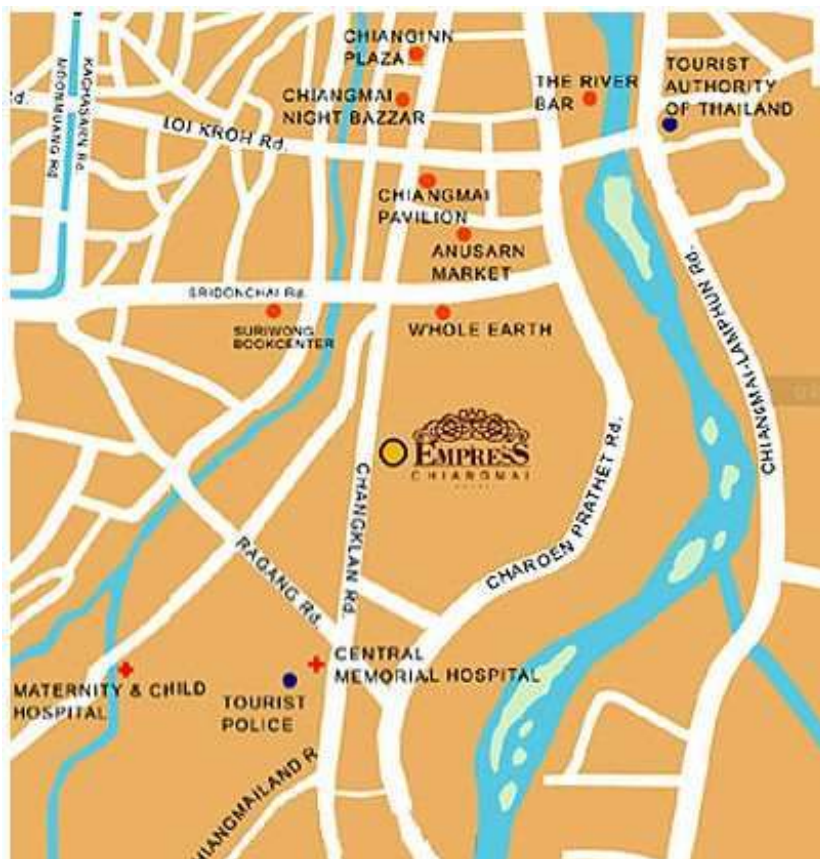 CHIANGINN
PLAZA
CHIANGMAI
NIGHT BAZZAR
THE RIVER
BAR
TOURIST
AUTHORITY
OF THAILAND
Rd.
MOONMUANG Rd
KACHASARN Rd
LOI KROH Rd.
CHIANGMAI
PAVILION
ANUSARN
MARKET
SRIDONCHAI Rd.
SURIWONG
BOOKCENTER
WHOLE EARTH
CHIANGMAI-LAMPHUN Rd.
EMPRESS
CHIANGMAI
CHANGKLAN Rd.
CHAROEN PRATHET Rd.
RAGANG Rd.
CENTRAL
MEMORIAL HOSPITAL
MATERNITY & CHILD
HOSPITAL
TOURIST
POLICE
HIANGMAILAND R